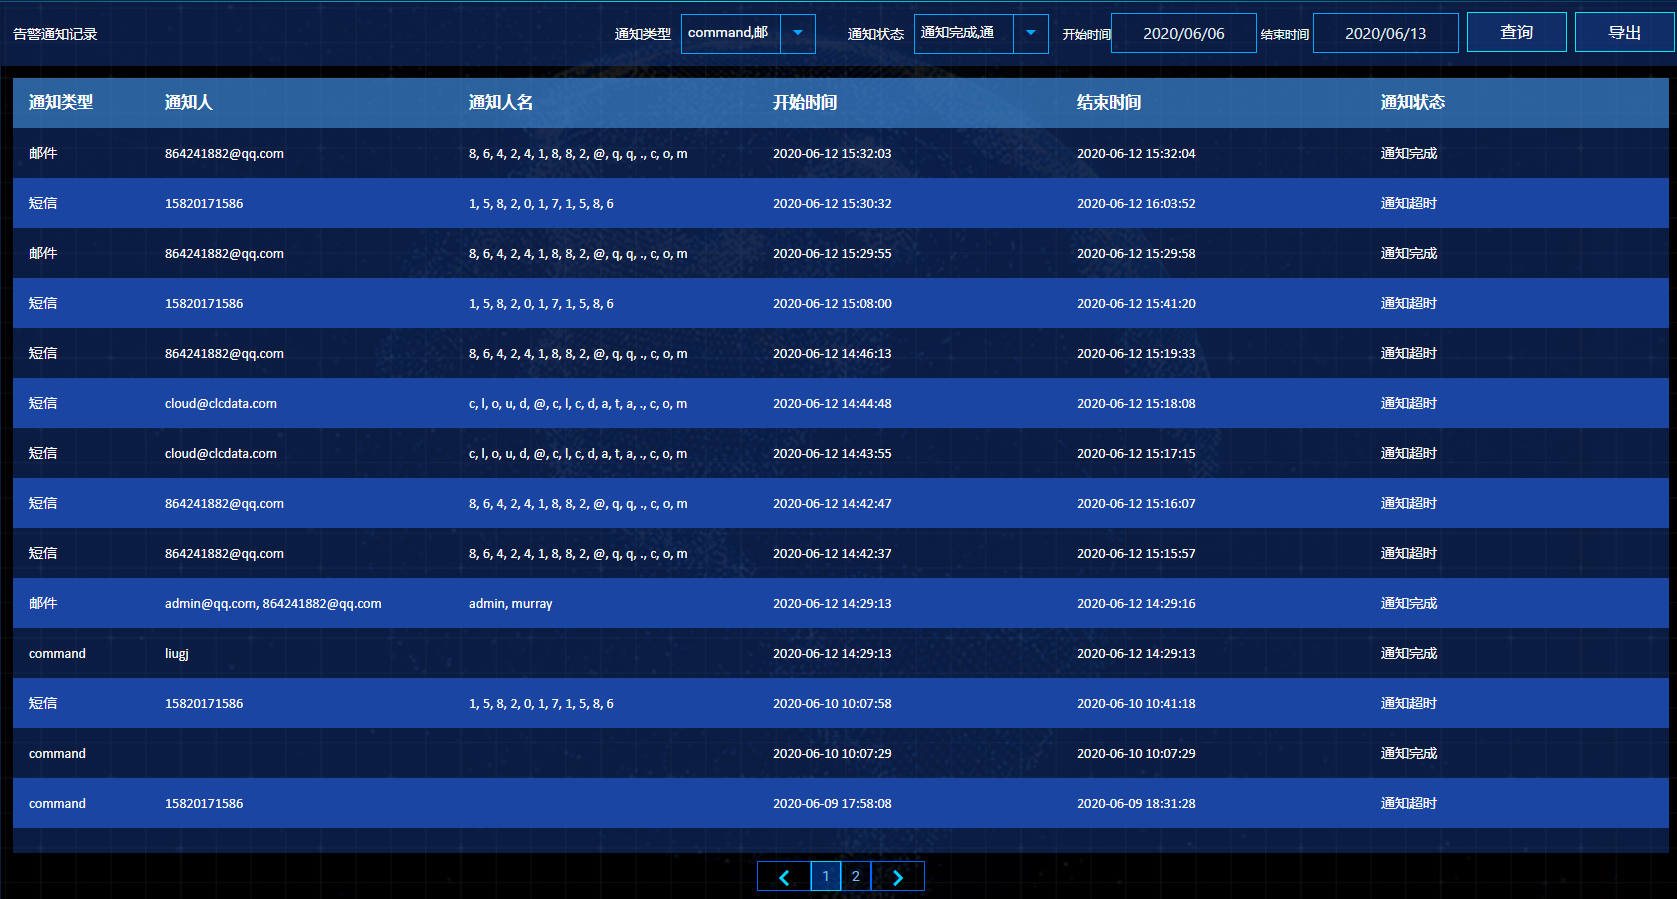 告警通知记录 通知类型 command,邮 通知状态 通知完成,通 开始时间 2020/06/06 结束时间 2020/06/13 查询 导出
通知类型 通知人 通知人名 开始时间 结束时间 通知状态
邮件 864241882@qq.com 8, 6, 4, 2, 4, 1, 8, 8, 2, @, q, q, ., c, o, m 2020-06-12 15:32:03 2020-06-12 15:32:04 通知完成
短信 15820171586 1, 5, 8, 2, 0, 1, 7, 1, 5, 8, 6 2020-06-12 15:30:32 2020-06-12 16:03:52 通知超时
邮件 864241882@qq.com 8, 6, 4, 2, 4, 1, 8, 8, 2, @, q, q, ., c, o, m 2020-06-12 15:29:55 2020-06-12 15:29:58 通知完成
短信 15820171586 1, 5, 8, 2, 0, 1, 7, 1, 5, 8, 6 2020-06-12 15:08:00 2020-06-12 15:41:20 通知超时
短信 864241882@qq.com 8, 6, 4, 2, 4, 1, 8, 8, 2, @, q, q, ., c, o, m 2020-06-12 14:46:13 2020-06-12 15:19:33 通知超时
短信 cloud@clcdata.com c, l, o, u, d, @, c, l, c, d, a, t, a, ., c, o, m 2020-06-12 14:44:48 2020-06-12 15:18:08 通知超时
短信 cloud@clcdata.com c, l, o, u, d, @, c, l, c, d, a, t, a, ., c, o, m 2020-06-12 14:43:55 2020-06-12 15:17:15 通知超时
短信 864241882@qq.com 8, 6, 4, 2, 4, 1, 8, 8, 2, @, q, q, ., c, o, m 2020-06-12 14:42:47 2020-06-12 15:16:07 通知超时
短信 864241882@qq.com 8, 6, 4, 2, 4, 1, 8, 8, 2, @, q, q, ., c, o, m 2020-06-12 14:42:37 2020-06-12 15:15:57 通知超时
邮件 admin@qq.com, 864241882@qq.com admin, murray 2020-06-12 14:29:13 2020-06-12 14:29:16 通知完成
command liugj 2020-06-12 14:29:13 2020-06-12 14:29:13 通知完成
短信 15820171586 1, 5, 8, 2, 0, 1, 7, 1, 5, 8, 6 2020-06-10 10:07:58 2020-06-10 10:41:18 通知超时
command 2020-06-10 10:07:29 2020-06-10 10:07:29 通知完成
command 15820171586 2020-06-09 17:58:08 2020-06-09 18:31:28 通知超时
1 2